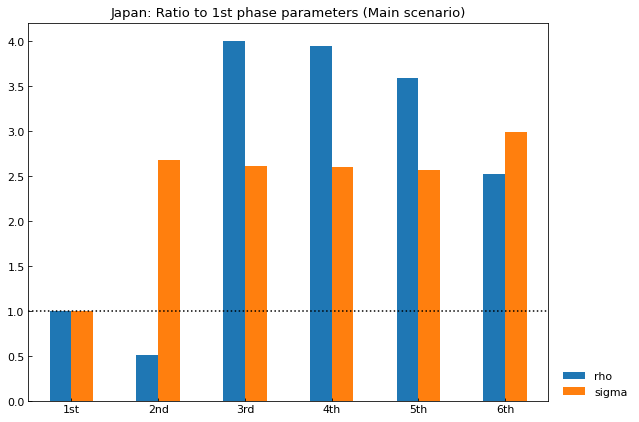 Japan: Ratio to 1st phase parameters (Main scenario)
4.0
3.5
3.0
2.5
2.0
1.5
1.0
0.5
0.0
1st 2nd 3rd 4th 5th 6th
rho
sigma